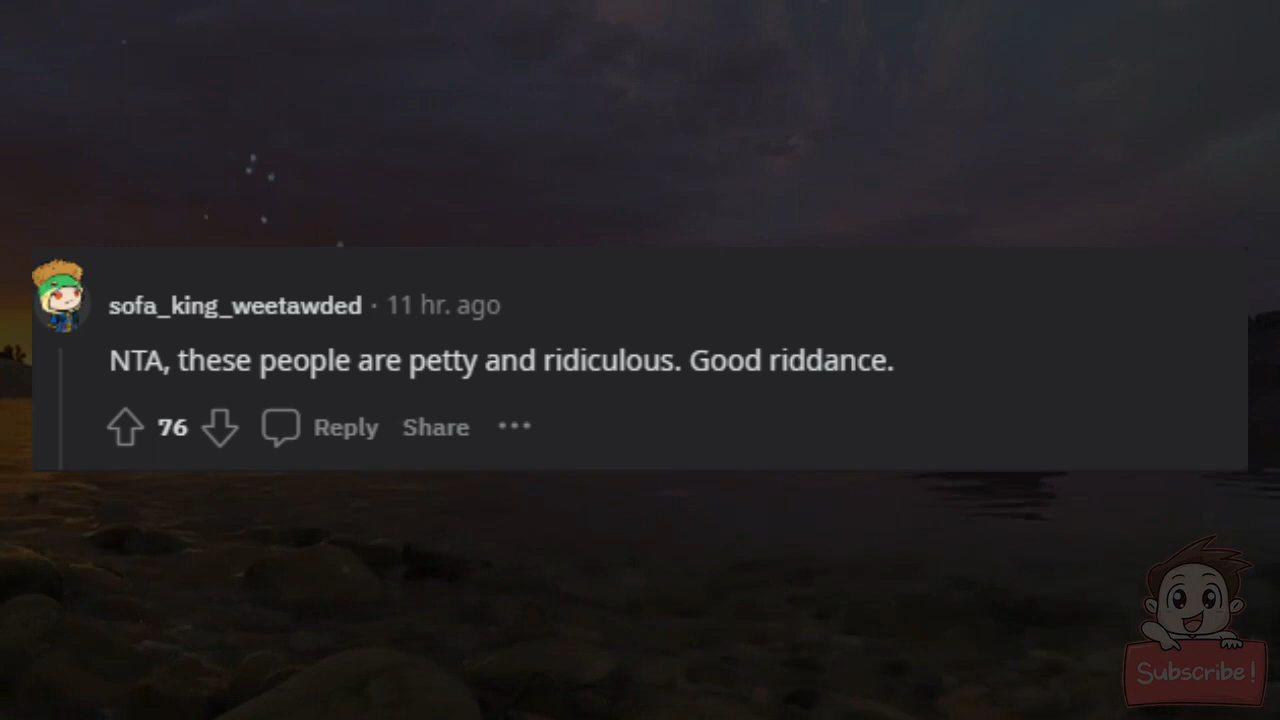 sofa_king_weetawded · 11 hr. ago
NTA, these people are petty and ridiculous. Good riddance.
76 Reply Share ···
Subscribe!